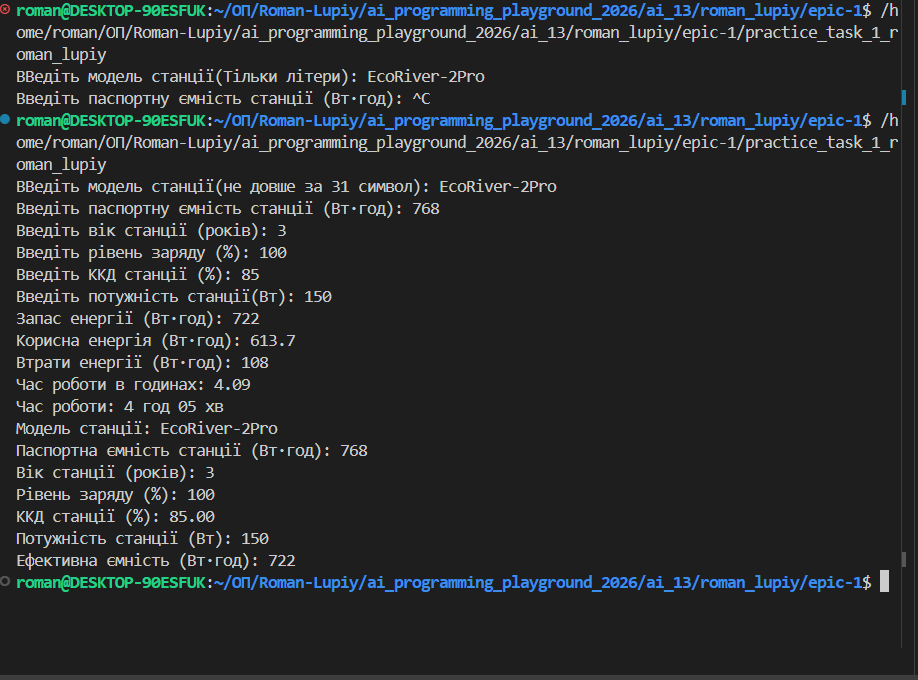 roman@DESKTOP-90ESFUK:~/ОП/Roman-Lupiy/ai_programming_playground_2026/ai_13/roman_lupiy/epic-1$ /h
ome/roman/ОП/Roman-Lupiy/ai_programming_playground_2026/ai_13/roman_lupiy/epic-1/practice_task_1_r
oman_lupiy
ВВедіть модель станції(Тільки літери): EcoRiver-2Pro
Введіть паспортну ємність станції (Вт·год): ^C
roman@DESKTOP-90ESFUK:~/ОП/Roman-Lupiy/ai_programming_playground_2026/ai_13/roman_lupiy/epic-1$ /h
ome/roman/ОП/Roman-Lupiy/ai_programming_playground_2026/ai_13/roman_lupiy/epic-1/practice_task_1_r
oman_lupiy
ВВедіть модель станції(не довше за 31 символ): EcoRiver-2Pro
Введіть паспортну ємність станції (Вт·год): 768
Введіть вік станції (років): 3
Введіть рівень заряду (%): 100
Введіть ККД станції (%): 85
Введіть потужність станції(Вт): 150
Запас енергії (Вт·год): 722
Корисна енергія (Вт·год): 613.7
Втрати енергії (Вт·год): 108
Час роботи в годинах: 4.09
Час роботи: 4 год 05 хв
Модель станції: EcoRiver-2Pro
Паспортна ємність станції (Вт·год): 768
Вік станції (років): 3
Рівень заряду (%): 100
ККД станції (%): 85.00
Потужність станції (Вт): 150
Ефективна ємність (Вт·год): 722
roman@DESKTOP-90ESFUK:~/ОП/Roman-Lupiy/ai_programming_playground_2026/ai_13/roman_lupiy/epic-1$